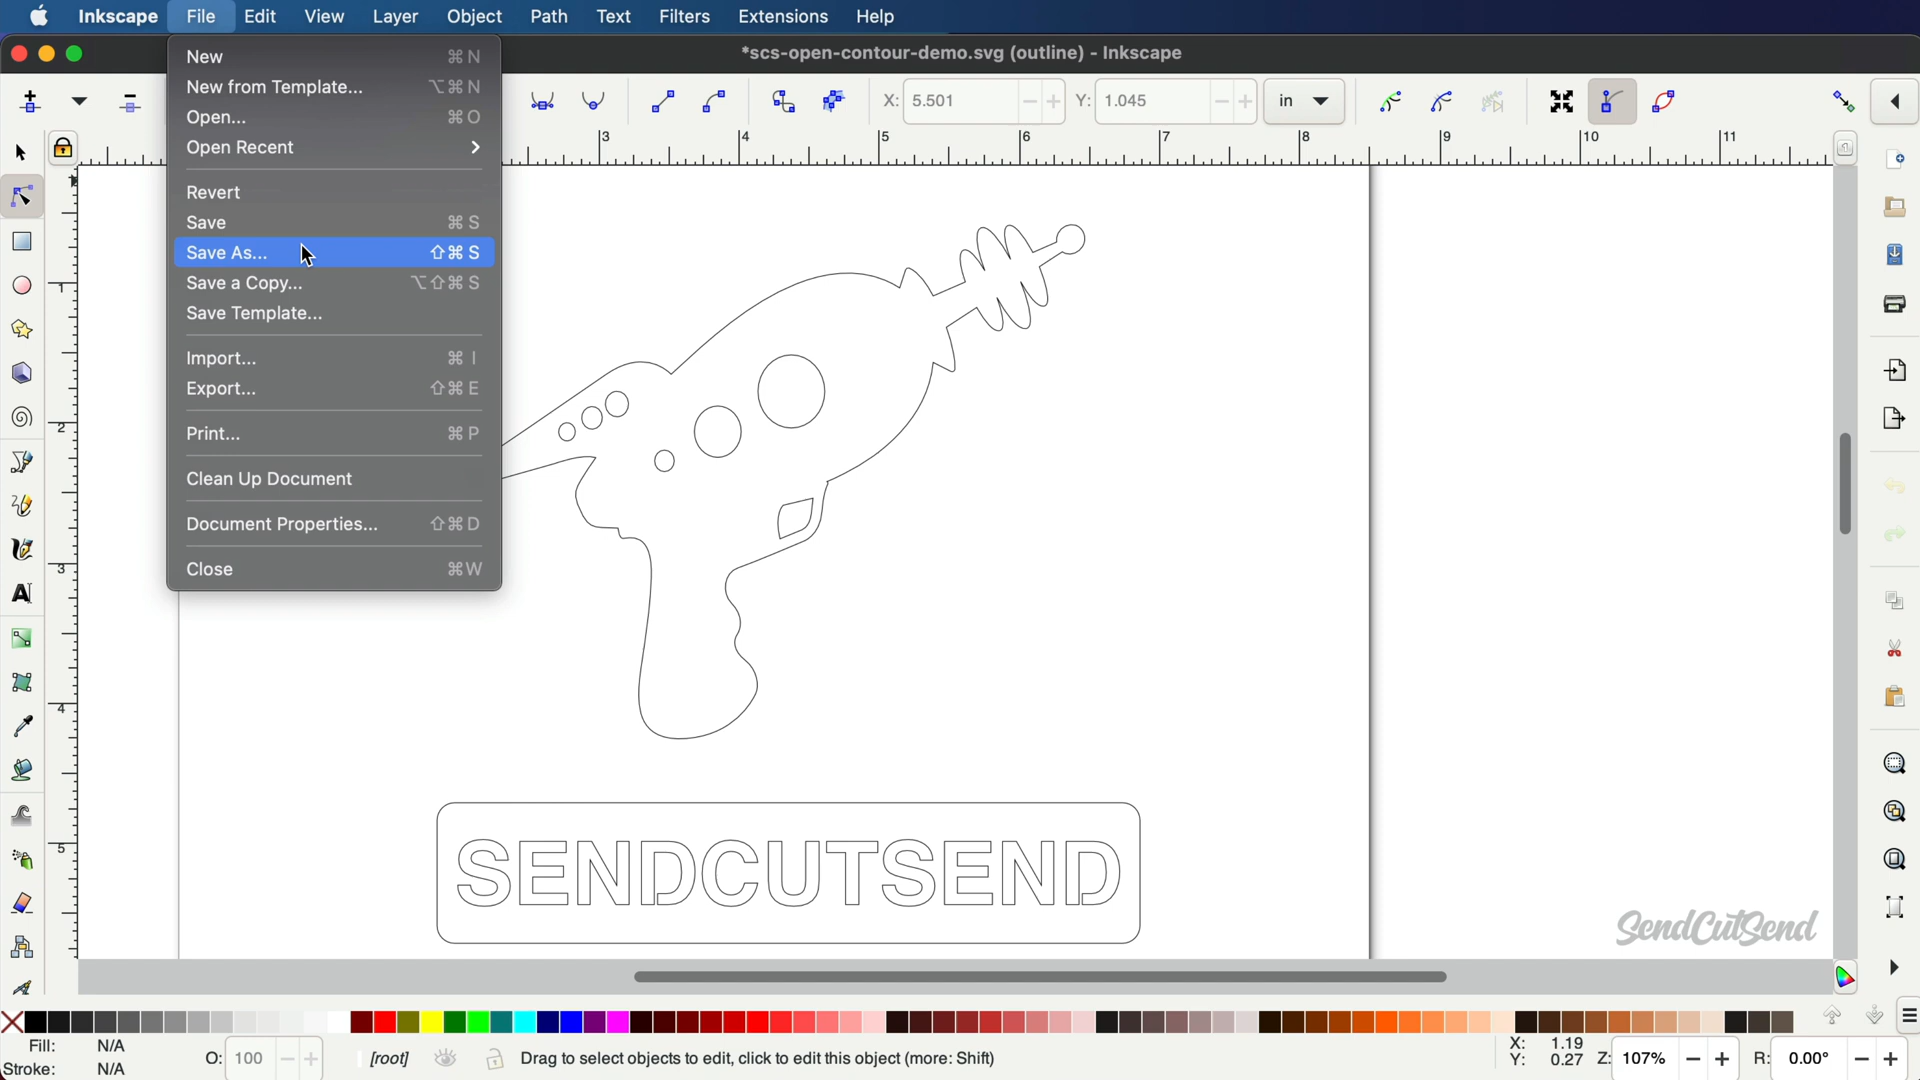 Inkscape File Edit View Layer Object Path Text Filters Extensions Help
*scs-open-contour-demo.svg (outline) - Inkscape
New ⌘ N
New from Template... ⌥⌘ N
Open... ⌘ O
Open Recent
Revert
Save ⌘ S
Save As... ⇧⌘ S
Save a Copy... ⌥⇧⌘ S
Save Template...
Import... ⌘ I
Export... ⇧⌘ E
Print... ⌘ P
Clean Up Document
Document Properties... ⇧⌘ D
Close ⌘ W
X: 5.501 Y: 1.045 in
3 4 5 6 7 8 9 10 11
1
2
3
4
5
SENDCUTSEND
SendCutSend
Fill: N/A
Stroke: N/A
O: 100
[root]
Drag to select objects to edit, click to edit this object (more: Shift)
X: 1.19
Y: 0.27
Z: 107%
R: 0.00°